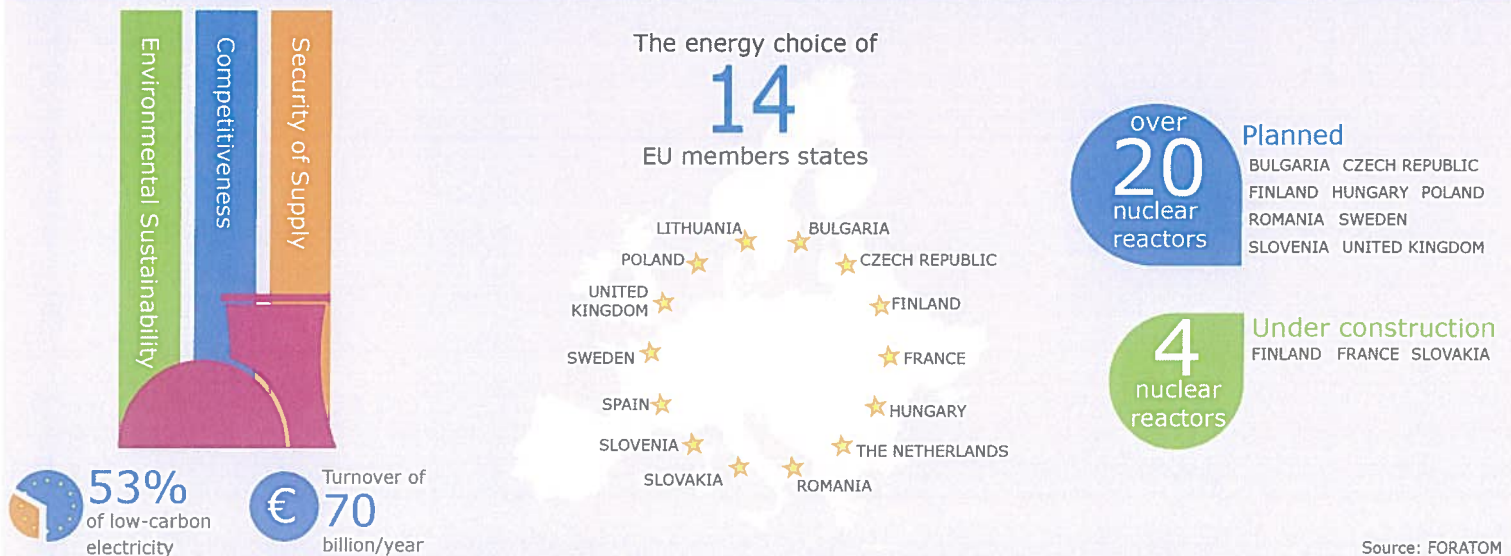 Environmental Sustainability
Competitiveness
Security of Supply
53%
of low-carbon
electricity
€
Turnover of
70
billion/year
The energy choice of
14
EU members states
LITHUANIA
BULGARIA
POLAND
CZECH REPUBLIC
UNITED
KINGDOM
FINLAND
SWEDEN
FRANCE
SPAIN
HUNGARY
SLOVENIA
THE NETHERLANDS
SLOVAKIA
ROMANIA
over
20
nuclear
reactors
Planned
BULGARIA CZECH REPUBLIC
FINLAND HUNGARY POLAND
ROMANIA SWEDEN
SLOVENIA UNITED KINGDOM
4
nuclear
reactors
Under construction
FINLAND FRANCE SLOVAKIA
Source: FORATOM